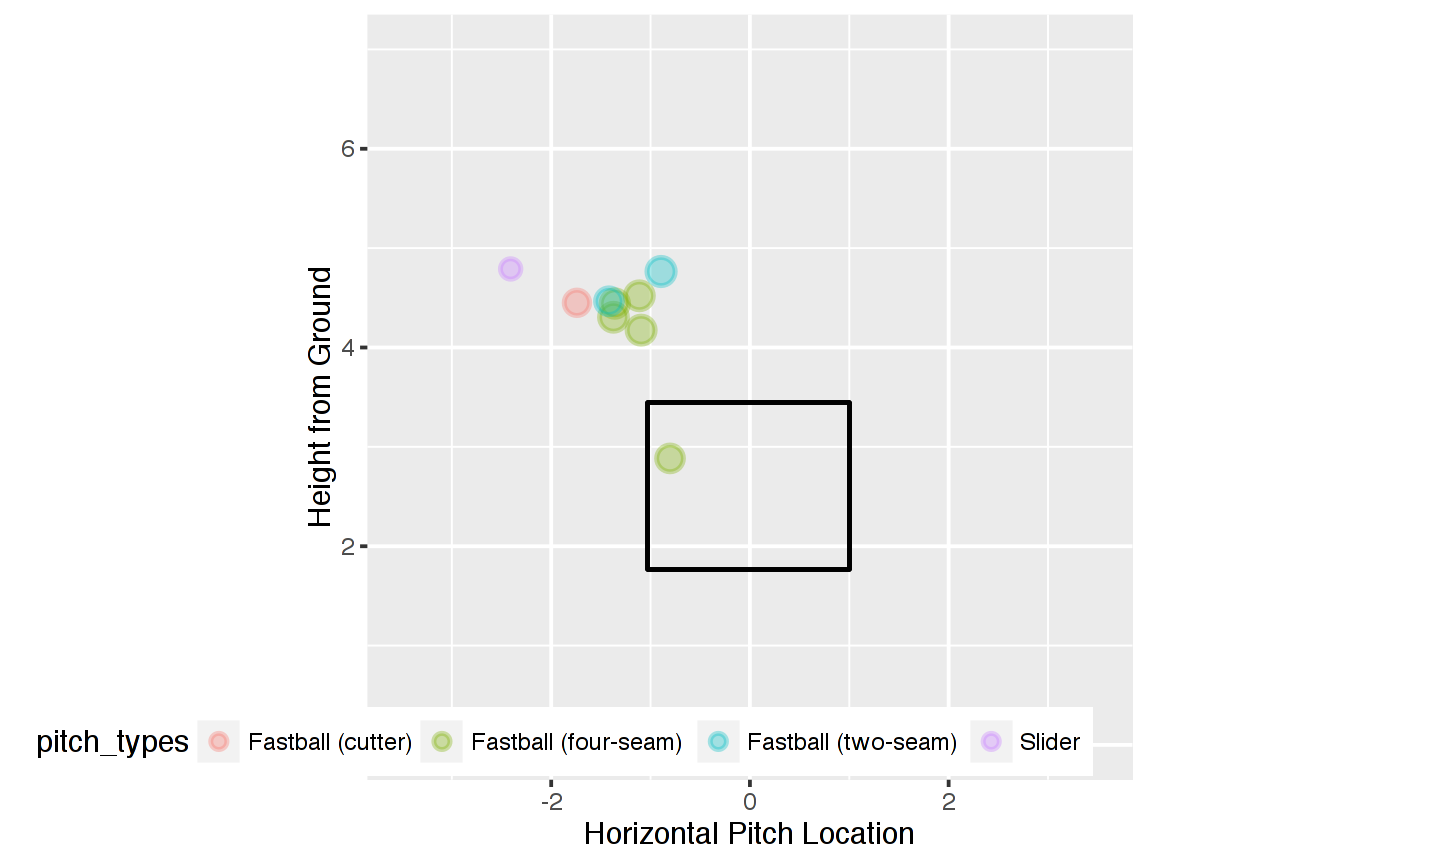 Height from Ground
6
4
2
pitch_types Fastball (cutter) Fastball (four-seam) Fastball (two-seam) Slider
-2 0 2
Horizontal Pitch Location